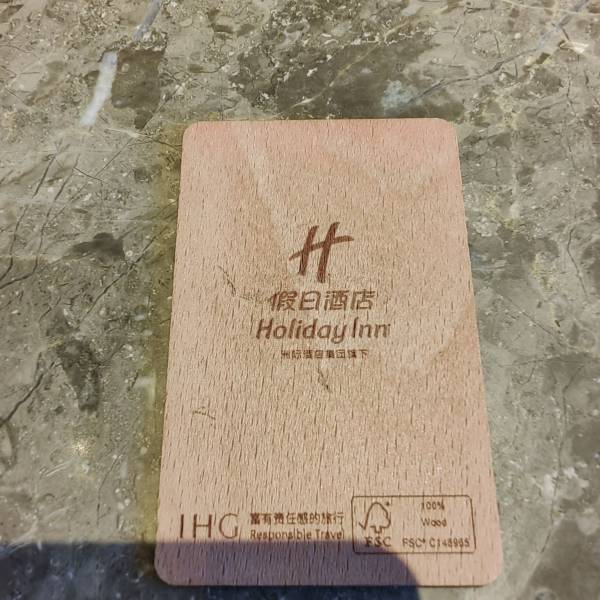 假日酒店
Holiday Inn
洲际酒店集团旗下
IHG
富有责任感的旅行
Responsible Travel
FSC
100%
Wood
FSC® C148965